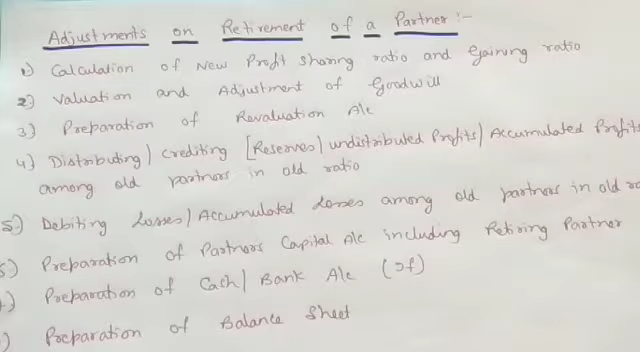 Adjustments on Retirement of a Partner :-
1) Calculation of New Profit sharing ratio and Gaining ratio
2) Valuation and Adjustment of Goodwill
3) Preparation of Revaluation A/c
4) Distributing / crediting [Reserves / undistributed Profits / Accumulated Profits
among old partners in old ratio
5) Debiting Losses / Accumulated Losses among old partners in old ra
) Preparation of Partners Capital A/c including Retiring Partner
) Preparation of Cash / Bank A/c (If)
) Preparation of Balance Sheet